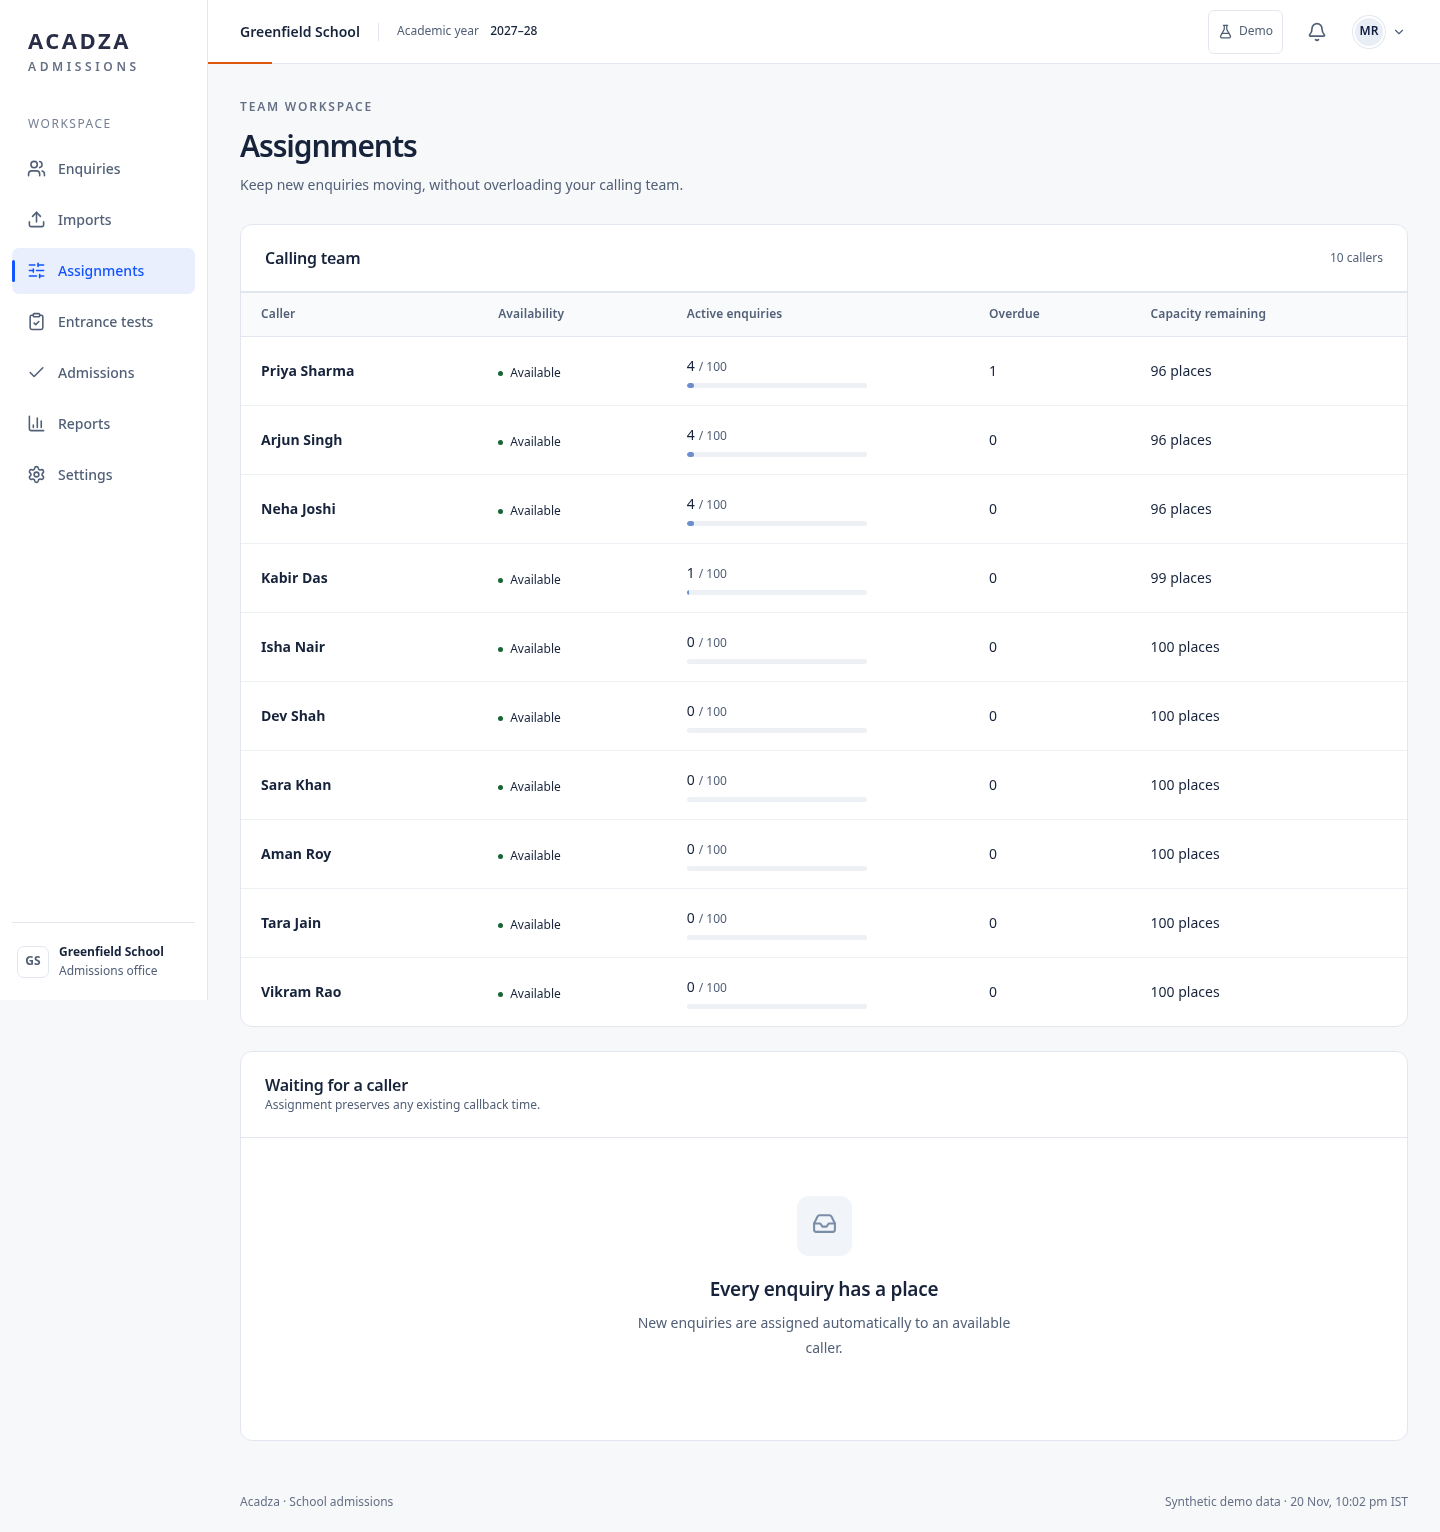 ACADZA
ADMISSIONS
WORKSPACE
Enquiries
Imports
Assignments
Entrance tests
Admissions
Reports
Settings
GS
Greenfield School
Admissions office
Greenfield School
Academic year 2027–28
Demo
MR
TEAM WORKSPACE
Assignments
Keep new enquiries moving, without overloading your calling team.
Calling team
10 callers
Caller Availability Active enquiries Overdue Capacity remaining
Priya Sharma Available 4 / 100 1 96 places
Arjun Singh Available 4 / 100 0 96 places
Neha Joshi Available 4 / 100 0 96 places
Kabir Das Available 1 / 100 0 99 places
Isha Nair Available 0 / 100 0 100 places
Dev Shah Available 0 / 100 0 100 places
Sara Khan Available 0 / 100 0 100 places
Aman Roy Available 0 / 100 0 100 places
Tara Jain Available 0 / 100 0 100 places
Vikram Rao Available 0 / 100 0 100 places
Waiting for a caller
Assignment preserves any existing callback time.
Every enquiry has a place
New enquiries are assigned automatically to an available
caller.
Acadza · School admissions
Synthetic demo data · 20 Nov, 10:02 pm IST